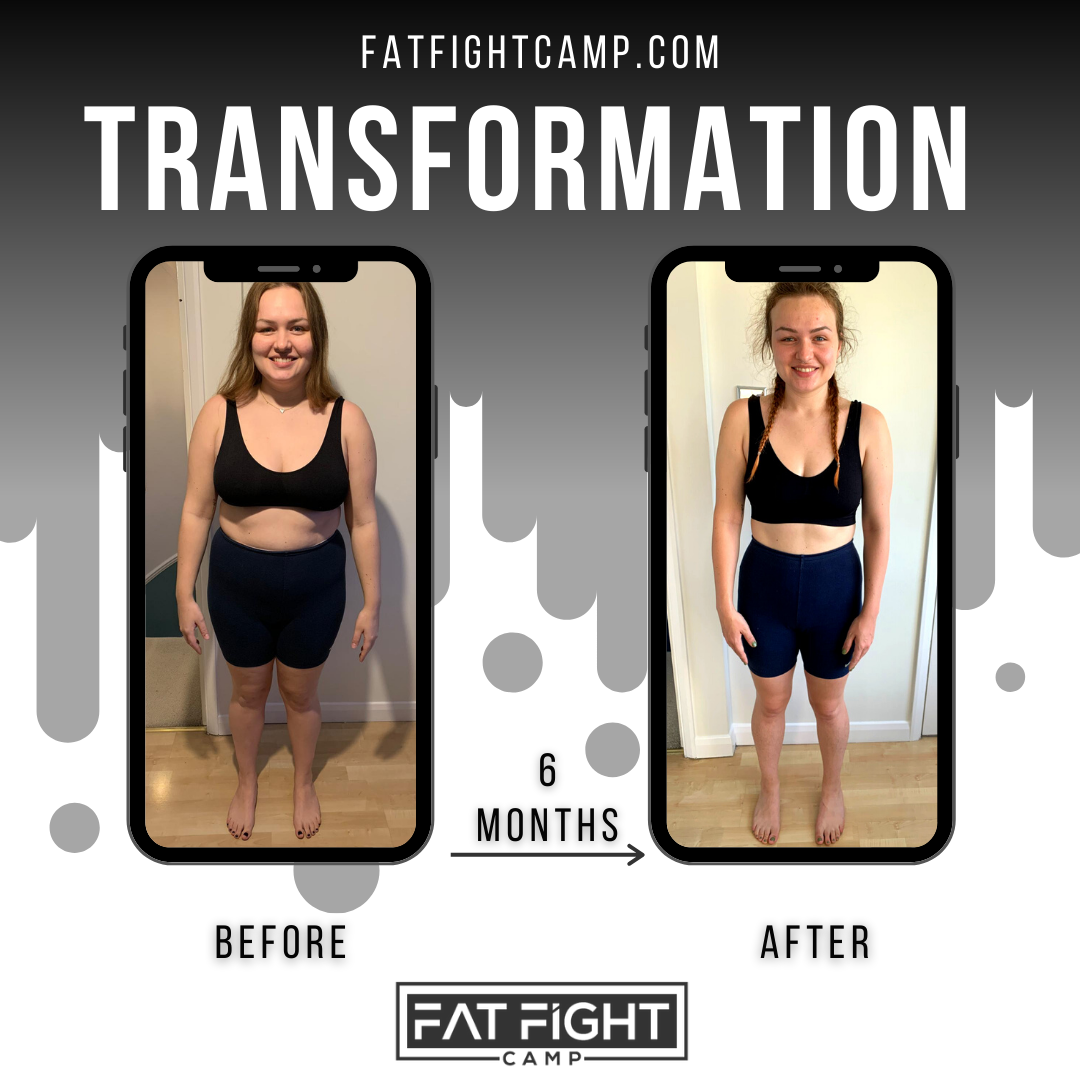 FATFIGHTCAMP.COM
TRANSFORMATION
6
MONTHS
BEFORE
AFTER
FAT FIGHT
CAMP